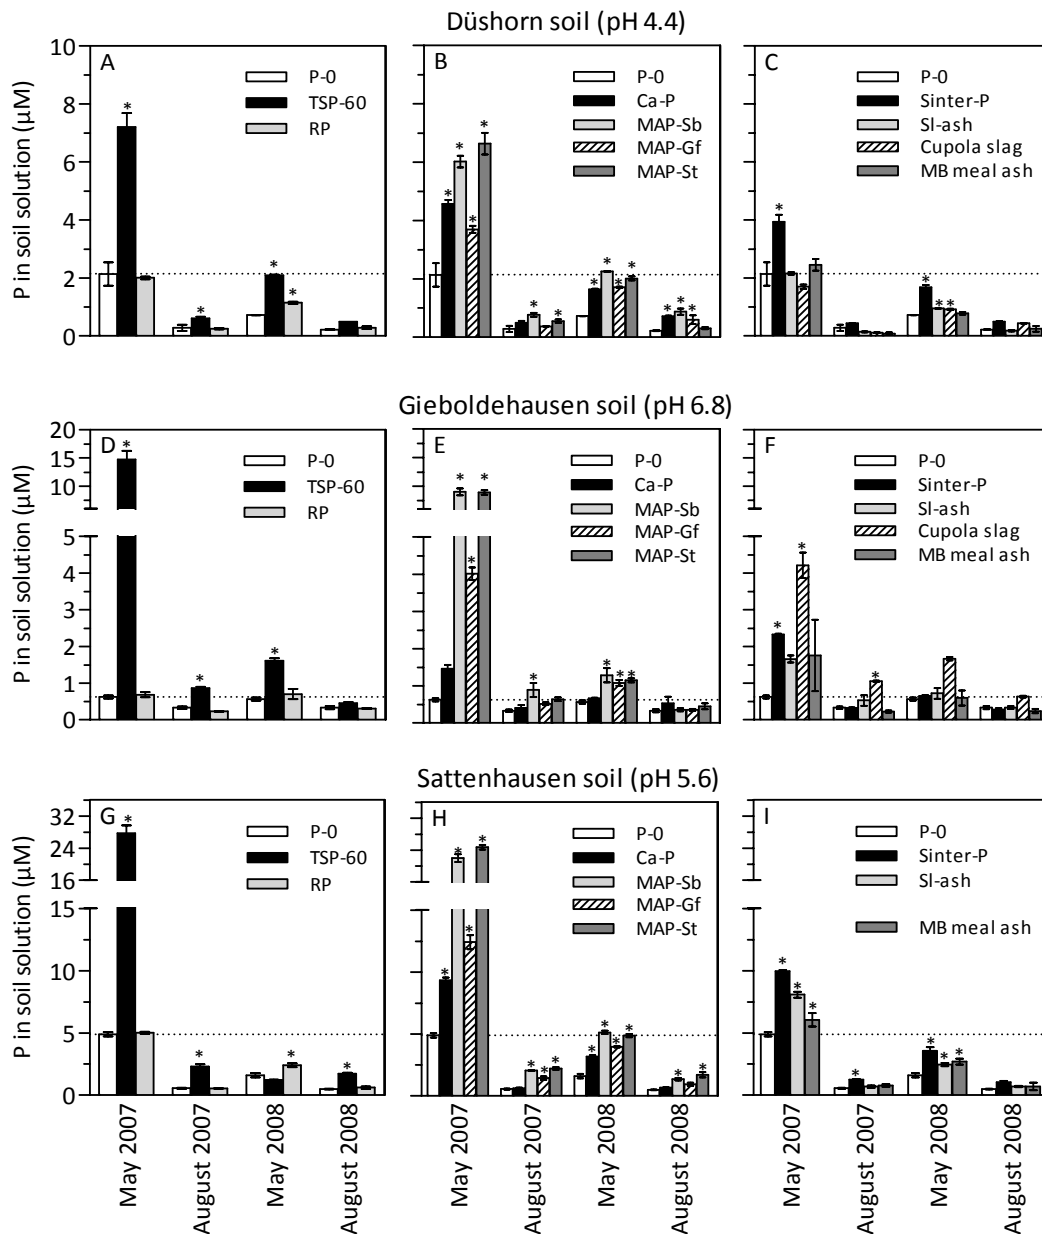 Düshorn soil (pH 4.4)
P in soil solution (µM)
10
8
6
4
2
0
A
P-0
TSP-60
RP
*
*
*
*
B
P-0
Ca-P
MAP-Sb
MAP-Gf
MAP-St
*
*
*
*
*
*
*
*
*
*
*
*
*
C
P-0
Sinter-P
Sl-ash
Cupola slag
MB meal ash
*
*
* *
Gieboldehausen soil (pH 6.8)
P in soil solution (µM)
20
15
10
5
4
3
2
1
0
D
P-0
TSP-60
RP
*
*
*
E
P-0
Ca-P
MAP-Sb
MAP-Gf
MAP-St
* *
*
*
*
* *
F
P-0
Sinter-P
Sl-ash
Cupola slag
MB meal ash
*
*
*
*
Sattenhausen soil (pH 5.6)
P in soil solution (µM)
32
24
16
15
10
5
0
G
P-0
TSP-60
RP
*
*
*
*
H
P-0
Ca-P
MAP-Sb
MAP-Gf
MAP-St
*
*
*
*
*
*
*
*
*
*
*
*
*
I
P-0
Sinter-P
Sl-ash
MB meal ash
*
*
*
*
*
* *
May 2007
August 2007
May 2008
August 2008
May 2007
August 2007
May 2008
August 2008
May 2007
August 2007
May 2008
August 2008